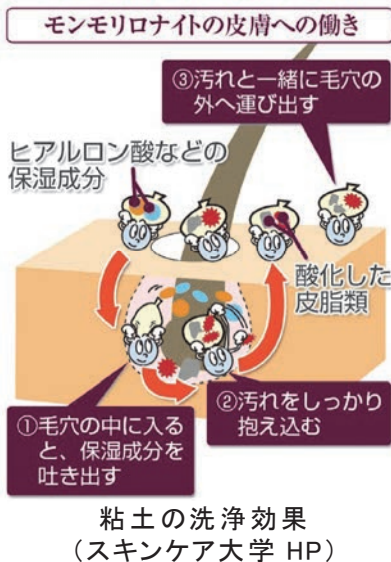 モンモリロナイトの皮膚への働き
③汚れと一緒に毛穴の
外へ運び出す
ヒアルロン酸などの
保湿成分
酸化した
皮脂類
①毛穴の中に入る
と、保湿成分を
吐き出す
②汚れをしっかり
抱え込む
粘土の洗浄効果
（スキンケア大学 HP）